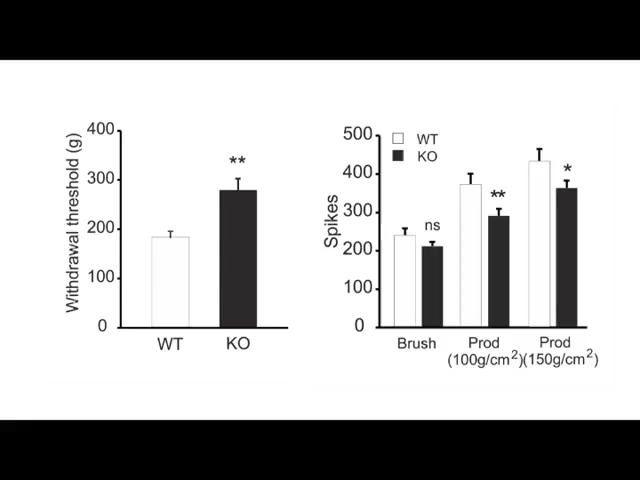 Withdrawal threshold (g)
400
300
200
100
0
**
WT
KO
Spikes
500
400
300
200
100
0
WT
KO
ns
**
*
Brush
Prod
(100g/cm²)
Prod
(150g/cm²)